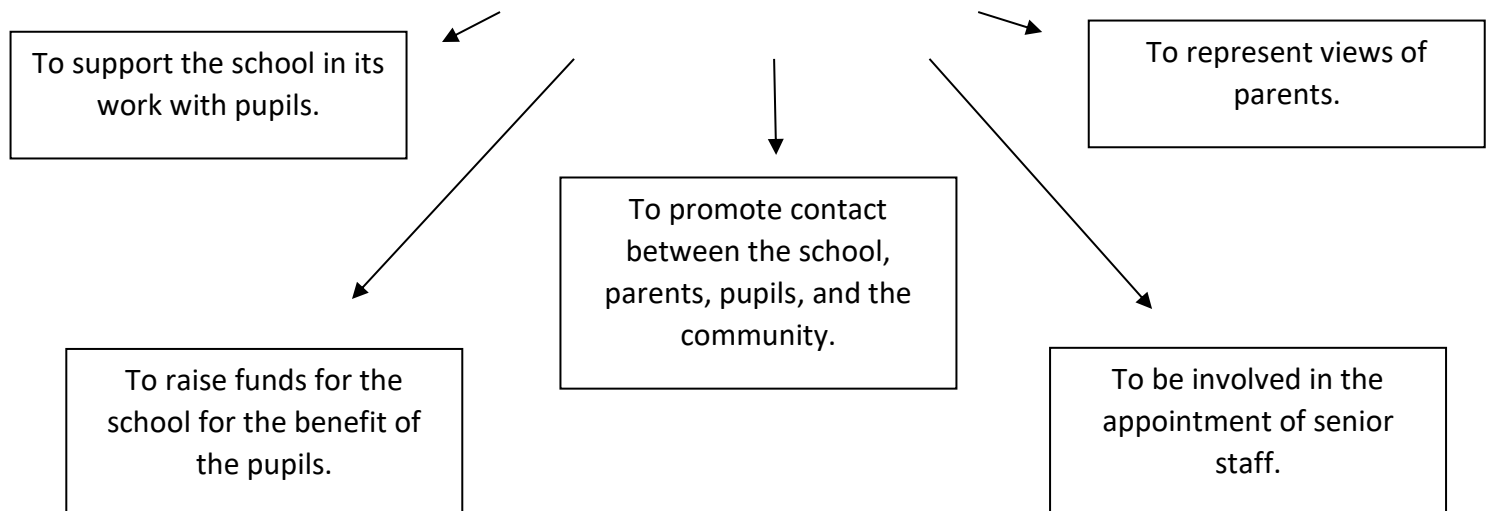 To support the school in its
work with pupils.
To represent views of
parents.
To promote contact
between the school,
parents, pupils, and the
community.
To raise funds for the
school for the benefit of
the pupils.
To be involved in the
appointment of senior
staff.